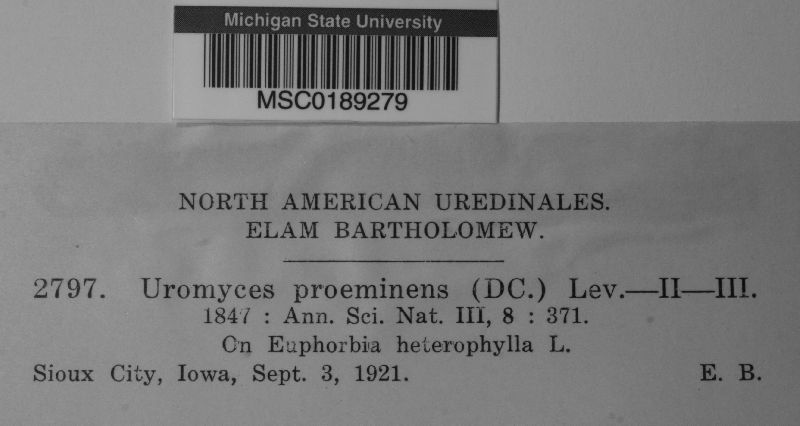 Michigan State University
MSC0189279
NORTH AMERICAN UREDINALES.
ELAM BARTHOLOMEW.
2797. Uromyces proeminens (DC.) Lev.—II—III.
1847 : Ann. Sci. Nat. III, 8 : 371.
On Euphorbia heterophylla L.
Sioux City, Iowa, Sept. 3, 1921. E. B.